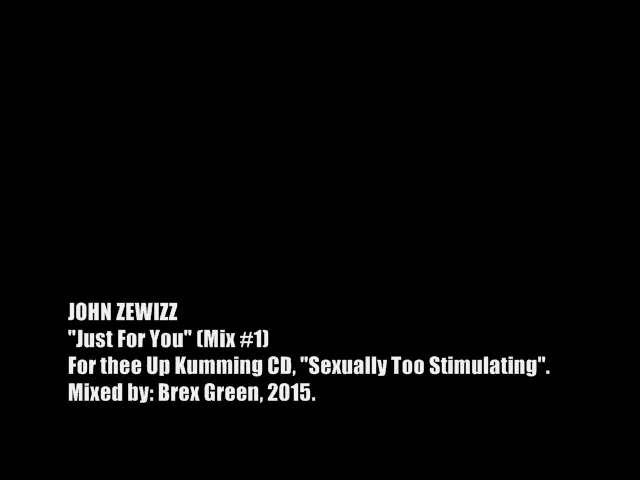 JOHN ZEWIZZ
"Just For You" (Mix #1)
For thee Up Kumming CD, "Sexually Too Stimulating".
Mixed by: Brex Green, 2015.